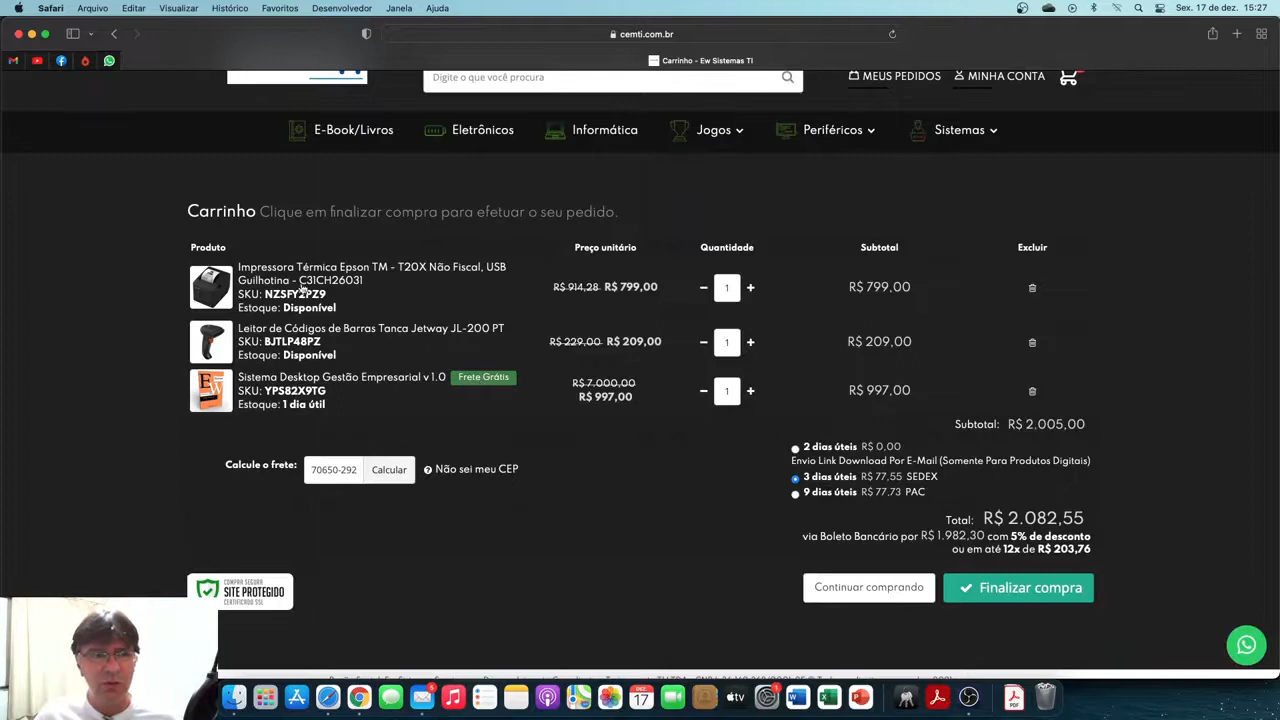 Safari Arquivo Editar Visualizar Histórico Favoritos Desenvolvedor Janela Ajuda Sex. 17 de dez. 15:27
cemti.com.br
Carrinho - Ew Sistemas TI
Digite o que você procura
MEUS PEDIDOS MINHA CONTA
E-Book/Livros Eletrônicos Informática Jogos Periféricos Sistemas
Carrinho Clique em finalizar compra para efetuar o seu pedido.
Produto Preço unitário Quantidade Subtotal Excluir
Impressora Térmica Epson TM - T20X Não Fiscal, USB
Guilhotina - C31CH26031
SKU: NZSFY2PZ9
Estoque: Disponível
R$ 914,28 R$ 799,00 1 R$ 799,00
Leitor de Códigos de Barras Tanca Jetway JL-200 PT
SKU: BJTLP48PZ
Estoque: Disponível
R$ 229,00 R$ 209,00 1 R$ 209,00
Sistema Desktop Gestão Empresarial v 1.0 Frete Grátis
SKU: YPS82X9TG
Estoque: 1 dia útil
R$ 7.000,00
R$ 997,00 1 R$ 997,00
Subtotal: R$ 2.005,00
Calcule o frete: 70650-292 Calcular Não sei meu CEP
2 dias úteis R$ 0,00
Envio Link Download Por E-Mail (Somente Para Produtos Digitais)
3 dias úteis R$ 77,55 SEDEX
9 dias úteis R$ 77,73 PAC
Total: R$ 2.082,55
via Boleto Bancário por R$ 1.982,30 com 5% de desconto
ou em até 12x de R$ 203,76
COMPRA SEGURA
SITE PROTEGIDO
CERTIFICADO SSL
Continuar comprando Finalizar compra